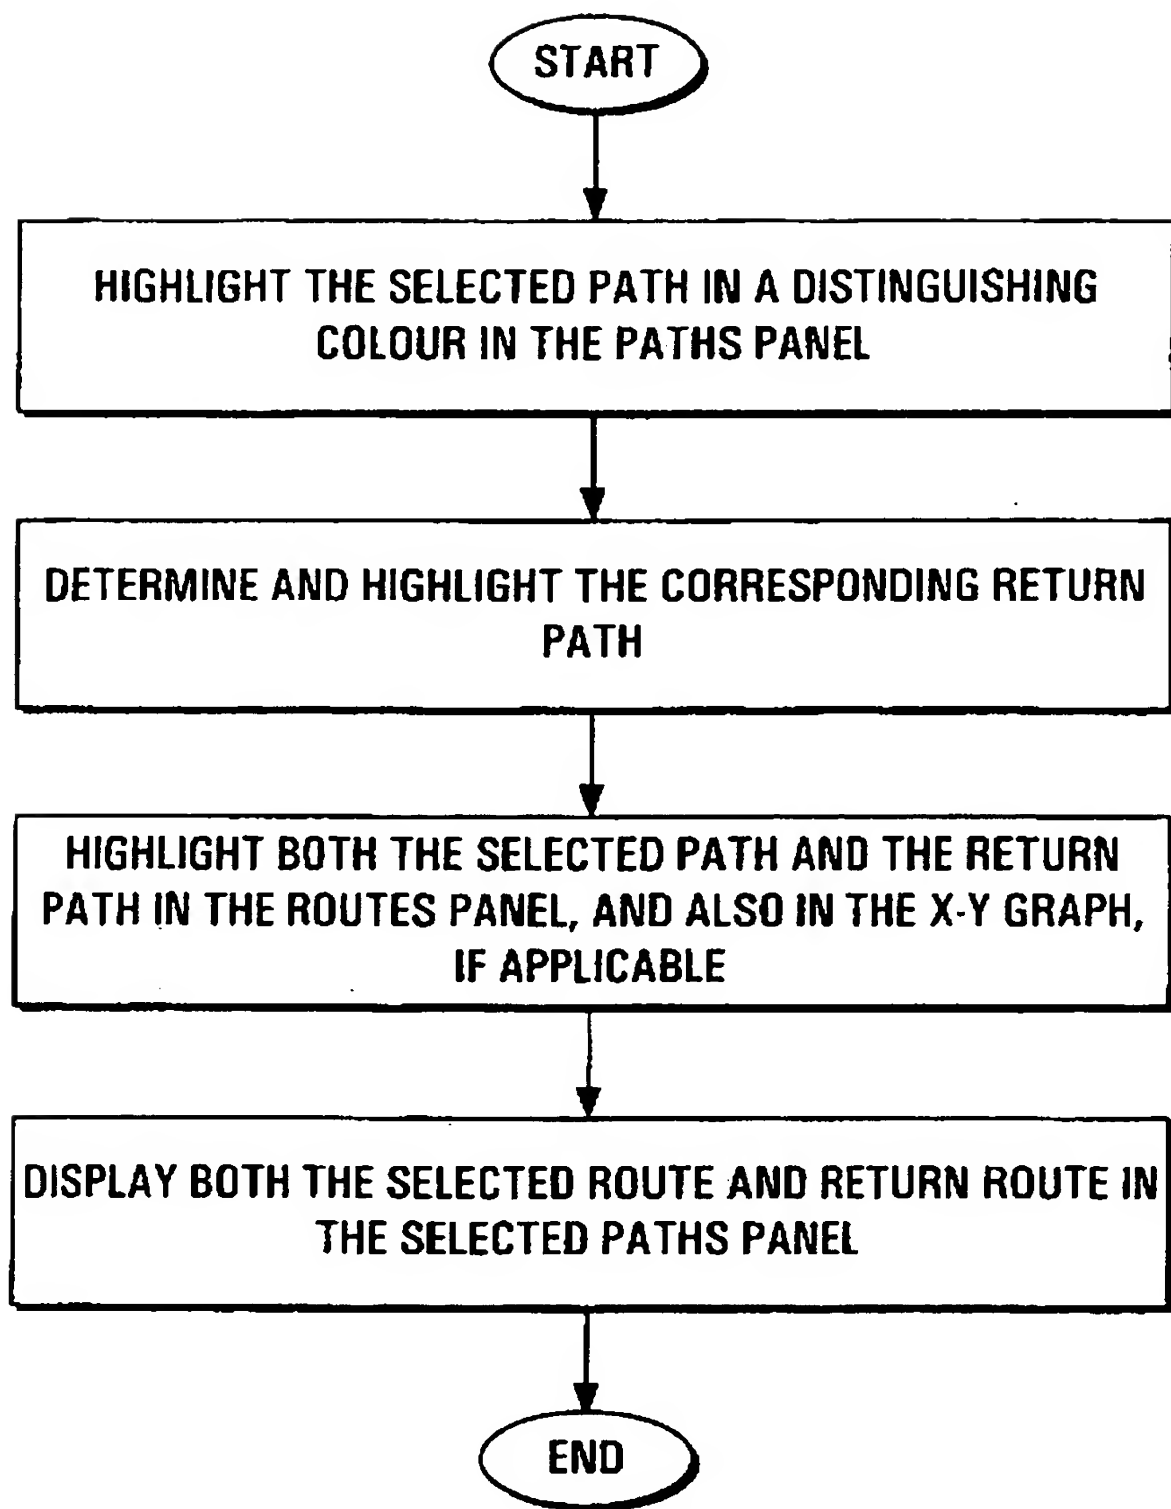 START
HIGHLIGHT THE SELECTED PATH IN A DISTINGUISHING
COLOUR IN THE PATHS PANEL
DETERMINE AND HIGHLIGHT THE CORRESPONDING RETURN
PATH
HIGHLIGHT BOTH THE SELECTED PATH AND THE RETURN
PATH IN THE ROUTES PANEL, AND ALSO IN THE X-Y GRAPH,
IF APPLICABLE
DISPLAY BOTH THE SELECTED ROUTE AND RETURN ROUTE IN
THE SELECTED PATHS PANEL
END